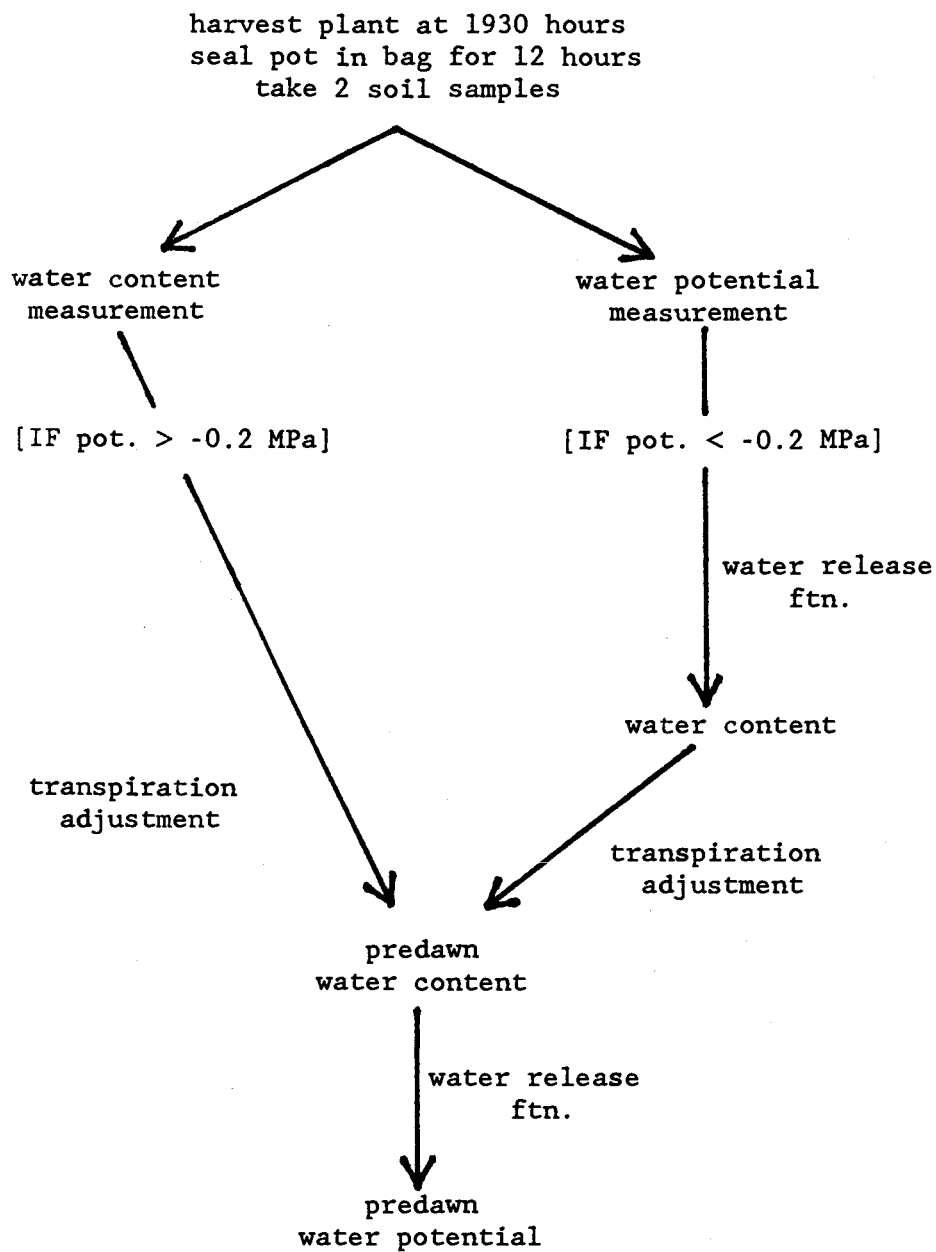 harvest plant at 1930 hours
seal pot in bag for 12 hours
take 2 soil samples
water content
measurement
water potential
measurement
[IF pot. > -0.2 MPa]
[IF pot. < -0.2 MPa]
water release
ftn.
water content
transpiration
adjustment
transpiration
adjustment
predawn
water content
water release
ftn.
predawn
water potential